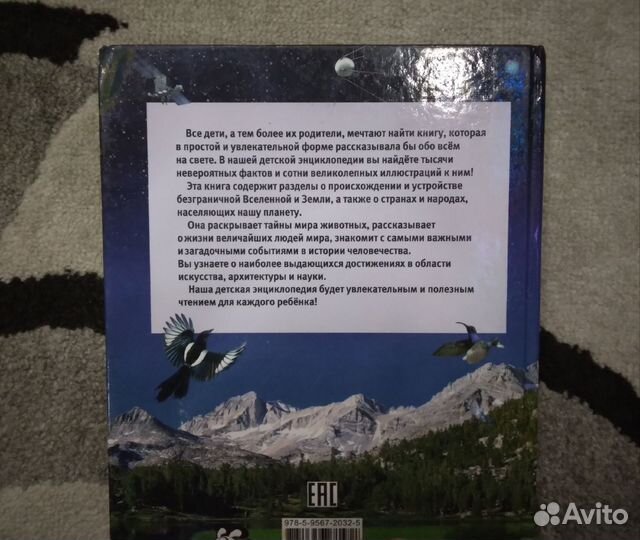 Все дети, а тем более их родители, мечтают найти книгу, которая
в простой и увлекательной форме рассказывала бы обо всём
на свете. В нашей детской энциклопедии вы найдёте тысячи
невероятных фактов и сотни великолепных иллюстраций к ним!
Эта книга содержит разделы о происхождении и устройстве
безграничной Вселенной и Земли, а также о странах и народах,
населяющих нашу планету.
Она раскрывает тайны мира животных, рассказывает
о жизни величайших людей мира, знакомит с самыми важными
и загадочными событиями в истории человечества.
Вы узнаете о наиболее выдающихся достижениях в области
искусства, архитектуры и науки.
Наша детская энциклопедия будет увлекательным и полезным
чтением для каждого ребёнка!
EAC
978-5-9567-2032-5
Avito